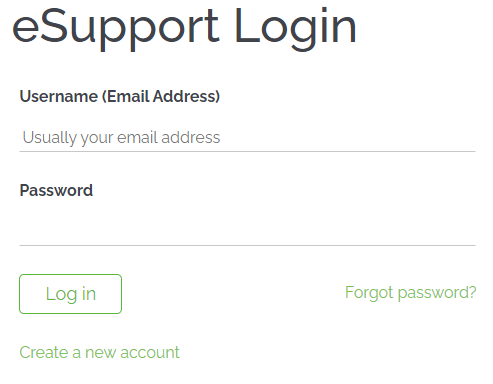 eSupport Login
Username (Email Address)
Usually your email address
Password
Log in
Forgot password?
Create a new account